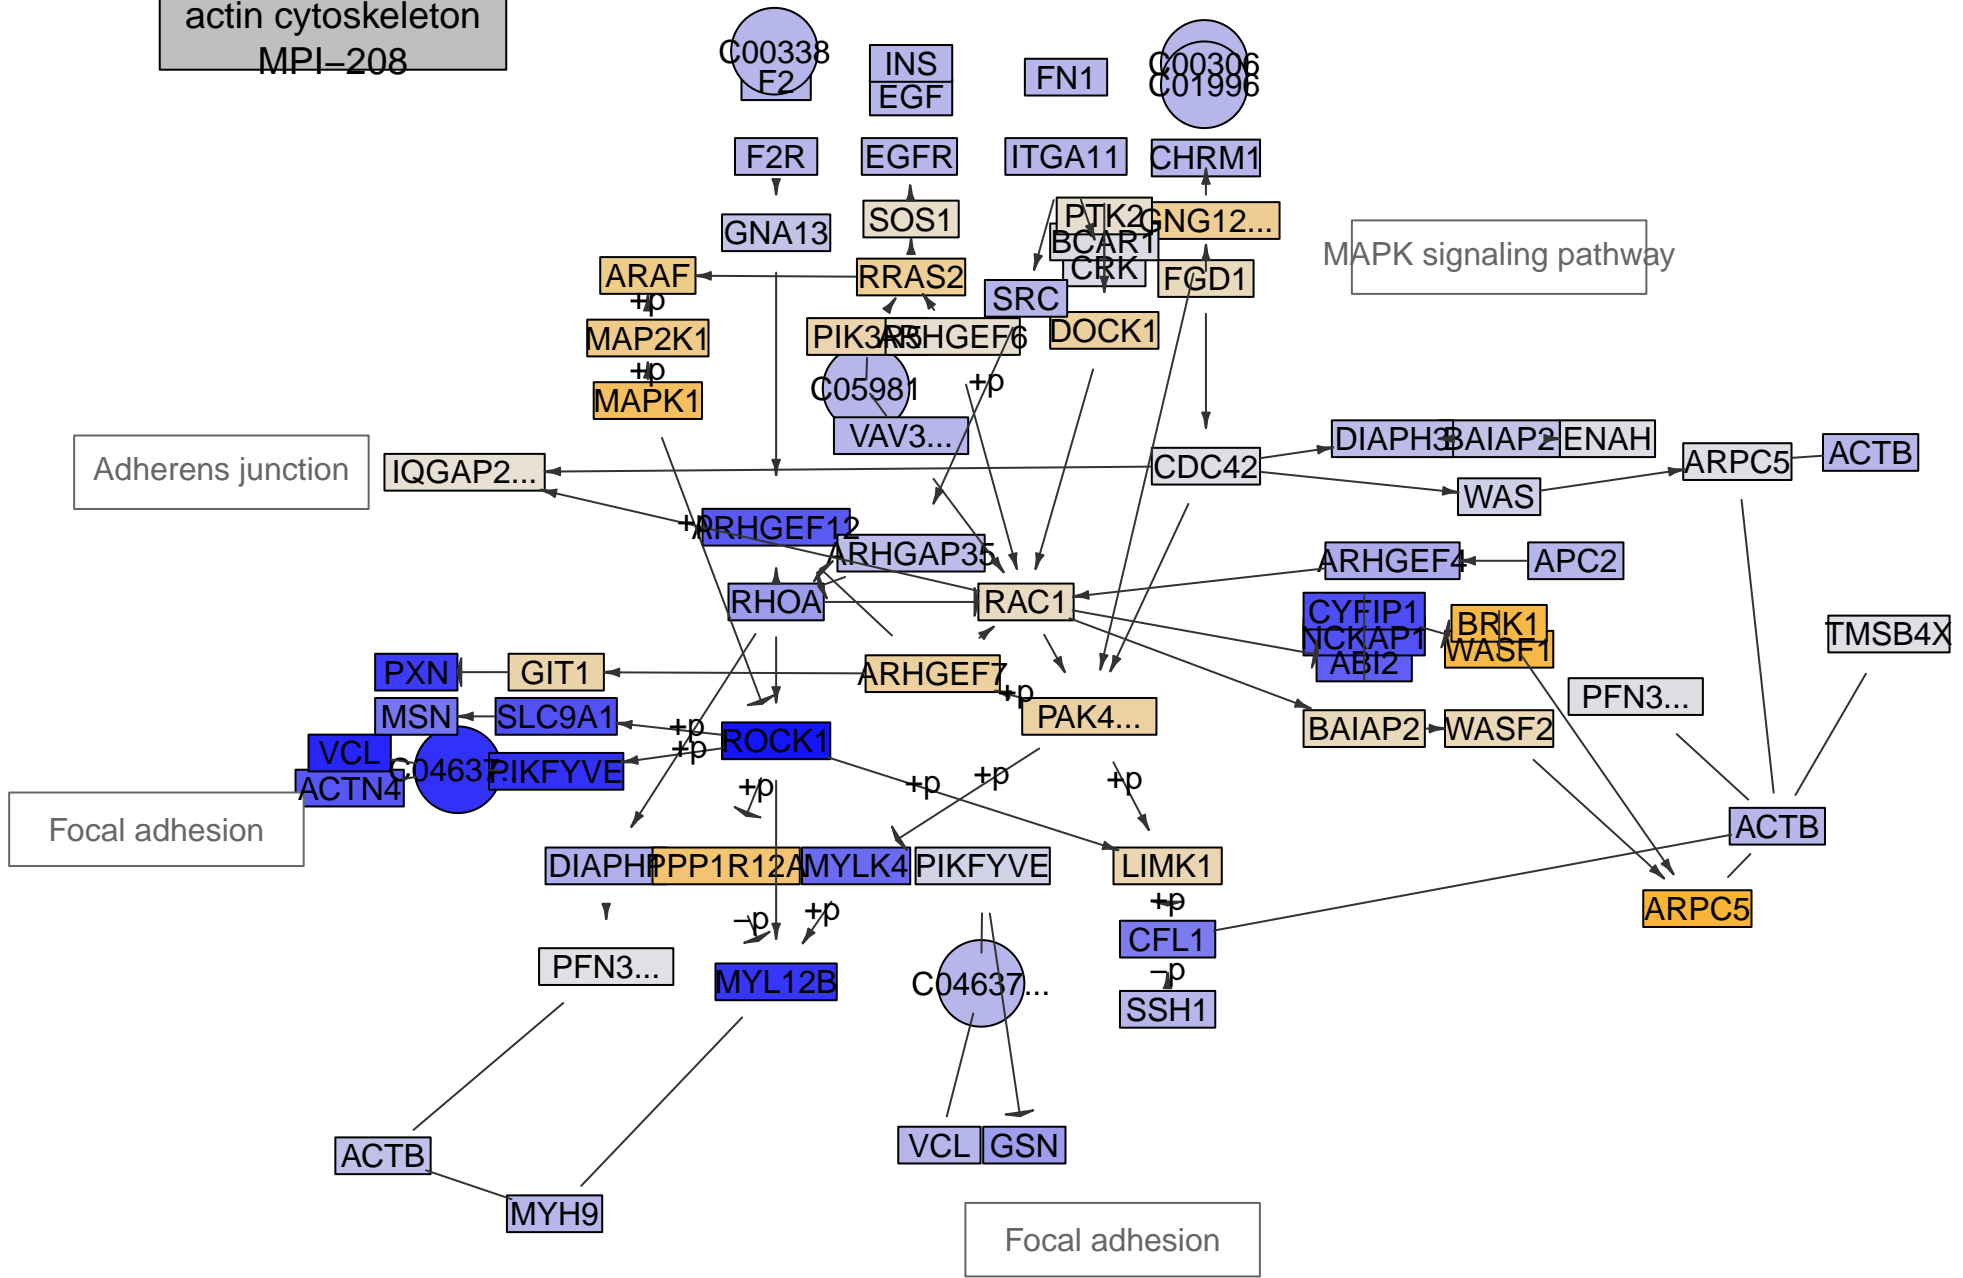 actin cytoskeleton
MPI−208
C00338
F2
INS
EGF
FN1
C00306
C01996
F2R
EGFR
ITGA11
CHRM1
GNA13
SOS1
PTK2
GNG12...
BCAR1
CRK
MAPK signaling pathway
ARAF
RRAS2
SRC
FGD1
+p
MAP2K1
PIK3R5
ARHGEF6
DOCK1
+p
MAPK1
C05981
+p
VAV3...
DIAPH3
BAIAP2
ENAH
ACTB
Adherens junction
IQGAP2...
CDC42
ARPC5
WAS
+p
ARHGEF12
ARHGAP35
ARHGEF4
APC2
RHOA
RAC1
CYFIP1
BRK1
NCKAP1
WASF1
ABI2
TMSB4X
PXN
GIT1
ARHGEF7
+p
PFN3...
MSN
SLC9A1
+p
PAK4...
ROCK1
BAIAP2
WASF2
VCL
C04637...
PIKFYVE
+p
ACTN4
+p
+p
+p
+p
Focal adhesion
ACTB
PPP1R12A
MYLK4
PIKFYVE
LIMK1
−p
+p
+p
ARPC5
CFL1
PFN3...
MYL12B
C04637...
−p
SSH1
ACTB
VCL
GSN
MYH9
Focal adhesion